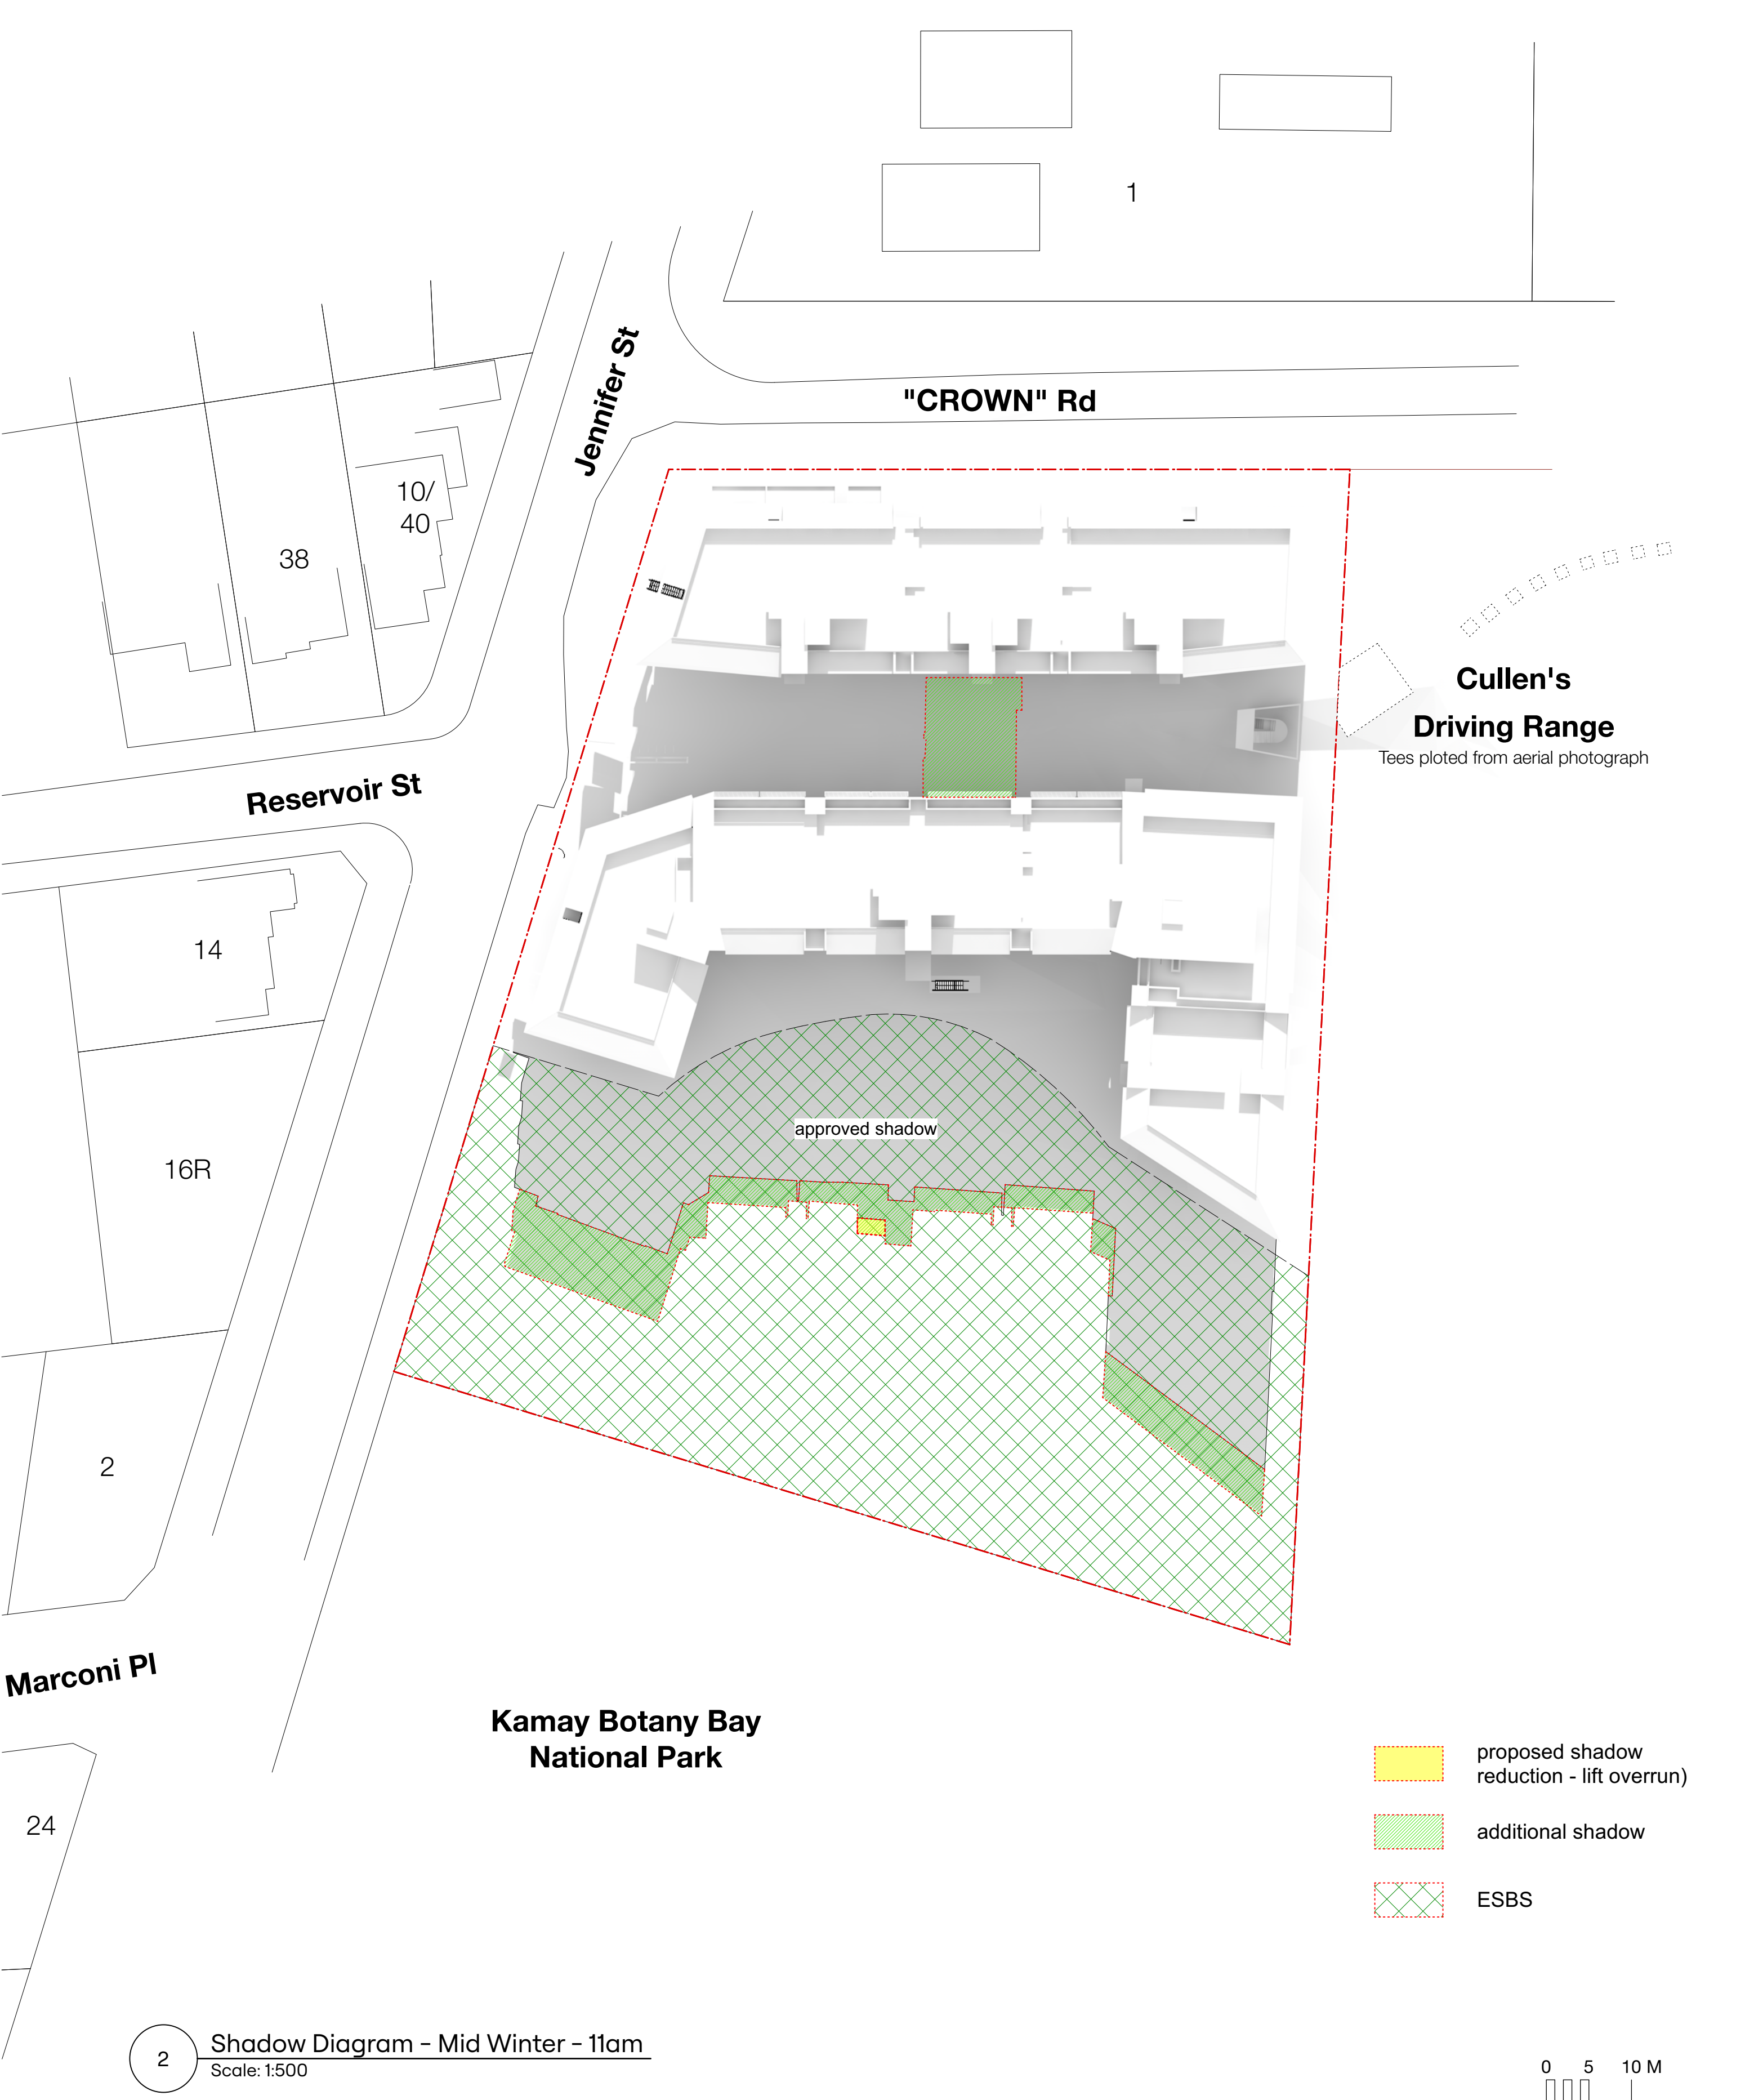 1
Jennifer St
"CROWN" Rd
10/
40
38
Cullen's
Driving Range
Tees ploted from aerial photograph
Reservoir St
14
approved shadow
16R
2
Marconi Pl
Kamay Botany Bay
National Park
proposed shadow
reduction - lift overrun)
24
additional shadow
ESBS
2
Shadow Diagram - Mid Winter - 11am
Scale: 1:500
0 5 10 M